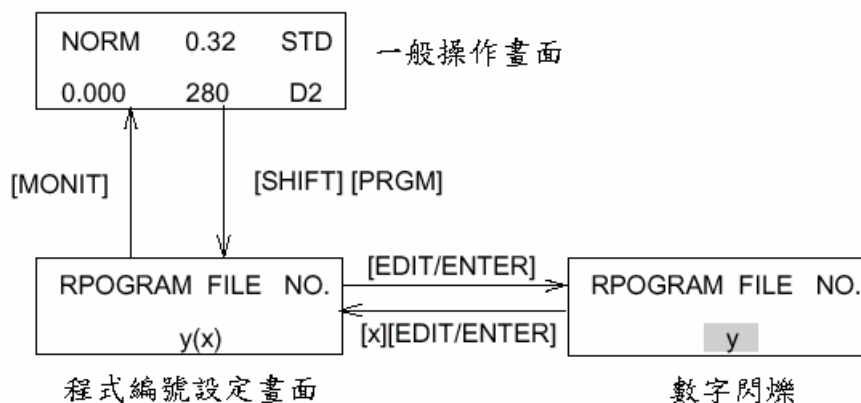 NORM 0.32 STD
一般操作畫面
0.000 280 D2
[MONIT]
[SHIFT] [PRGM]
RPOGRAM FILE NO.
y(x)
[EDIT/ENTER]
[x][EDIT/ENTER]
RPOGRAM FILE NO.
y
程式編號設定畫面
數字閃爍